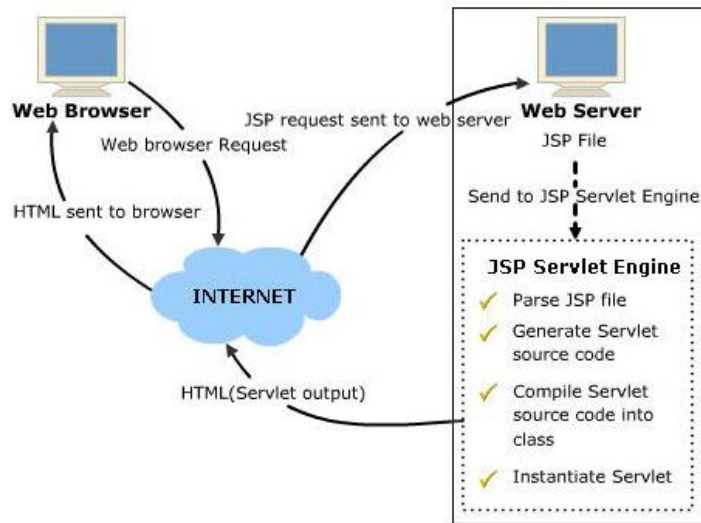 Web Browser
Web browser Request
HTML sent to browser
INTERNET
JSP request sent to web server
Web Server
JSP File
Send to JSP Servlet Engine
JSP Servlet Engine
Parse JSP file
Generate Servlet
source code
Compile Servlet
source code into
class
Instantiate Servlet
HTML(Servlet output)